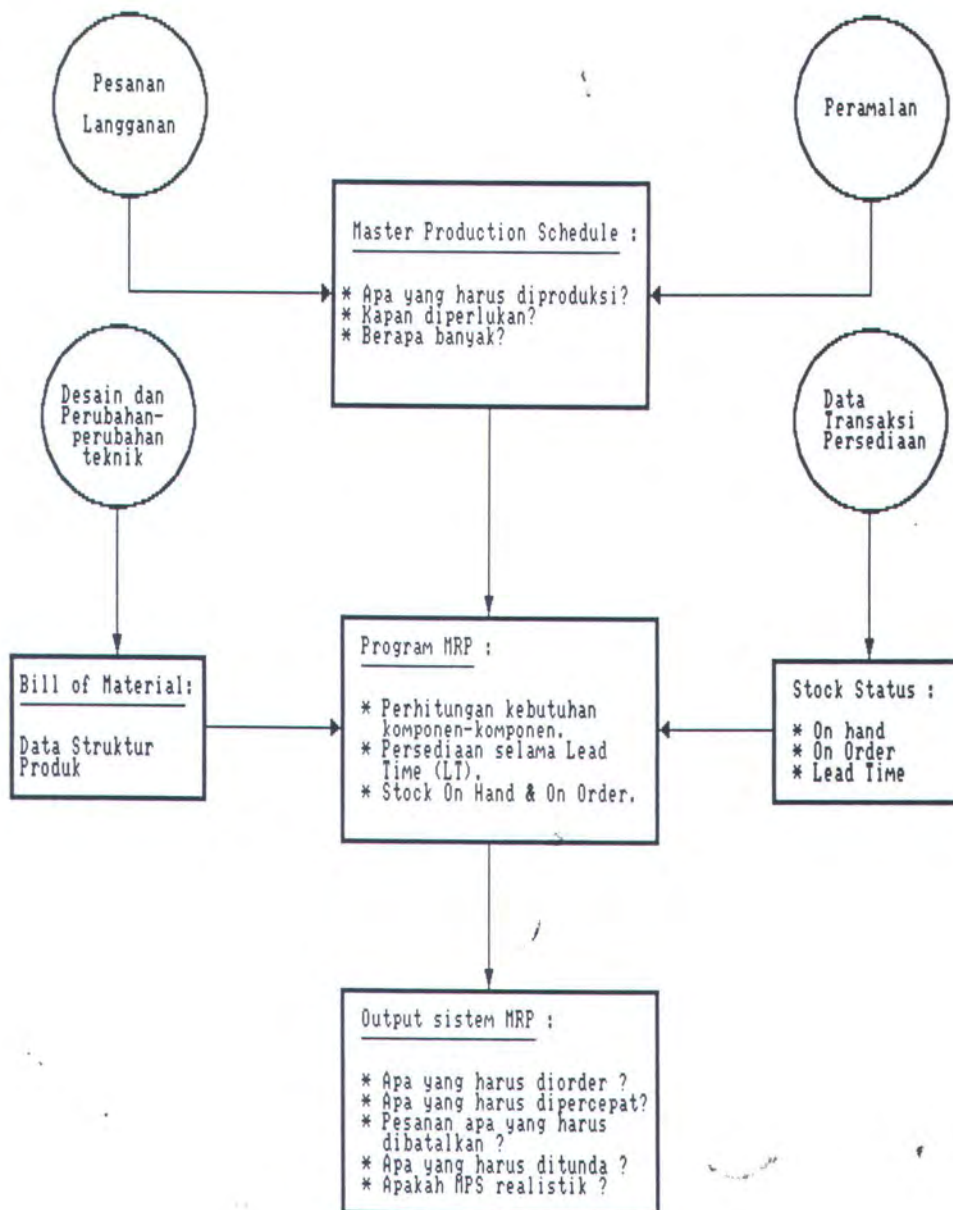 Pesanan
Langganan
Peramalan
Master Production Schedule :
* Apa yang harus diproduksi?
* Kapan diperlukan?
* Berapa banyak?
Desain dan
Perubahan-
perubahan
teknik
Data
Transaksi
Persediaan
Bill of Material:
Data Struktur
Produk
Program MRP :
* Perhitungan kebutuhan
komponen-komponen.
* Persediaan selama Lead
Time (LT).
* Stock On Hand & On Order.
Stock Status :
* On hand
* On Order
* Lead Time
Output sistem MRP :
* Apa yang harus diorder ?
* Apa yang harus dipercepat?
* Pesanan apa yang harus
dibatalkan ?
* Apa yang harus ditunda ?
* Apakah MPS realistik ?